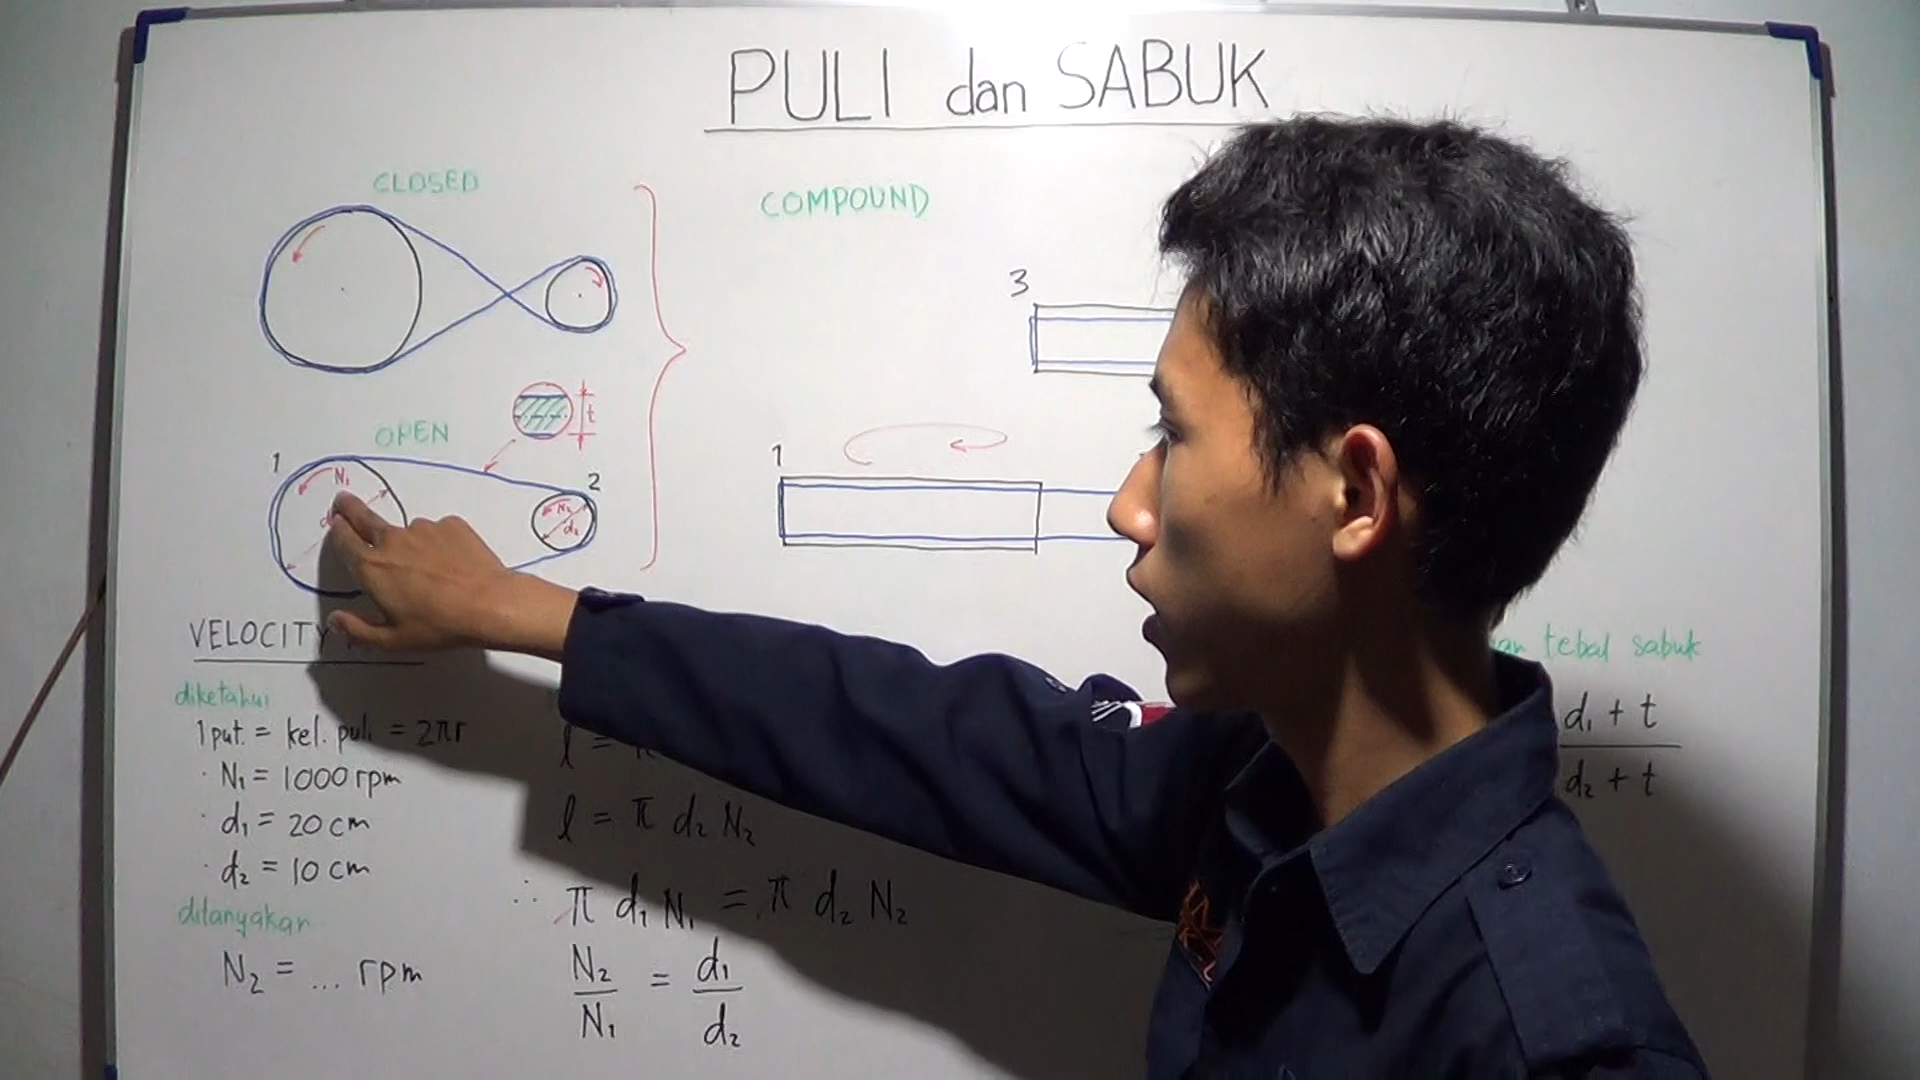 PULI dan SABUK
CLOSED
COMPOUND
3
t
OPEN
1
2
1
N₁
N₂
d₂
VELOCITY
tebal sabuk
diketahui
1 put. = kel. puli = 2πr
· N₁ = 1000 rpm
· d₁ = 20 cm
· d₂ = 10 cm
ditanyakan
N₂ = ... rpm
l = π
l = π d₂ N₂
∴ π d₁ N₁ = π d₂ N₂
N₂ = d₁
N₁ d₂
d₁ + t
d₂ + t